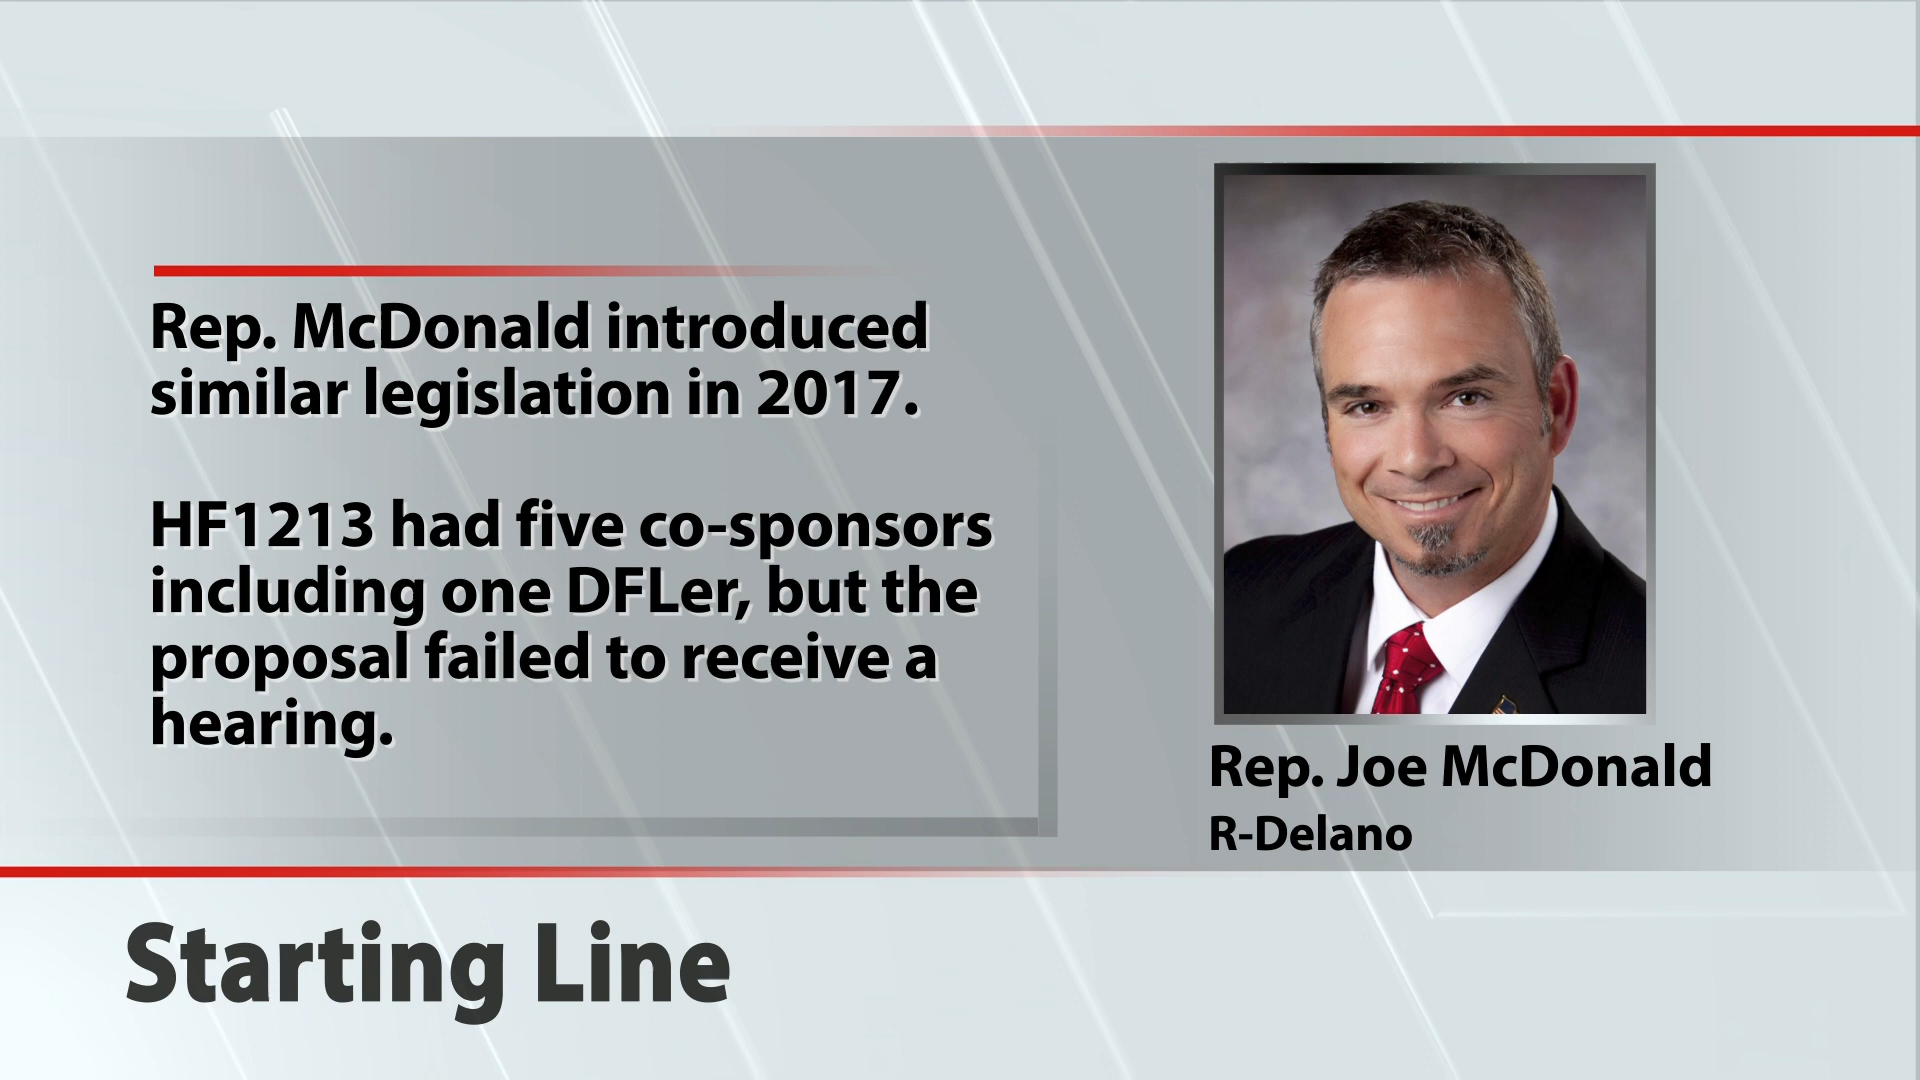 Rep. McDonald introduced
similar legislation in 2017.
HF1213 had five co-sponsors
including one DFLer, but the
proposal failed to receive a
hearing.
Rep. Joe McDonald
R-Delano
Starting Line